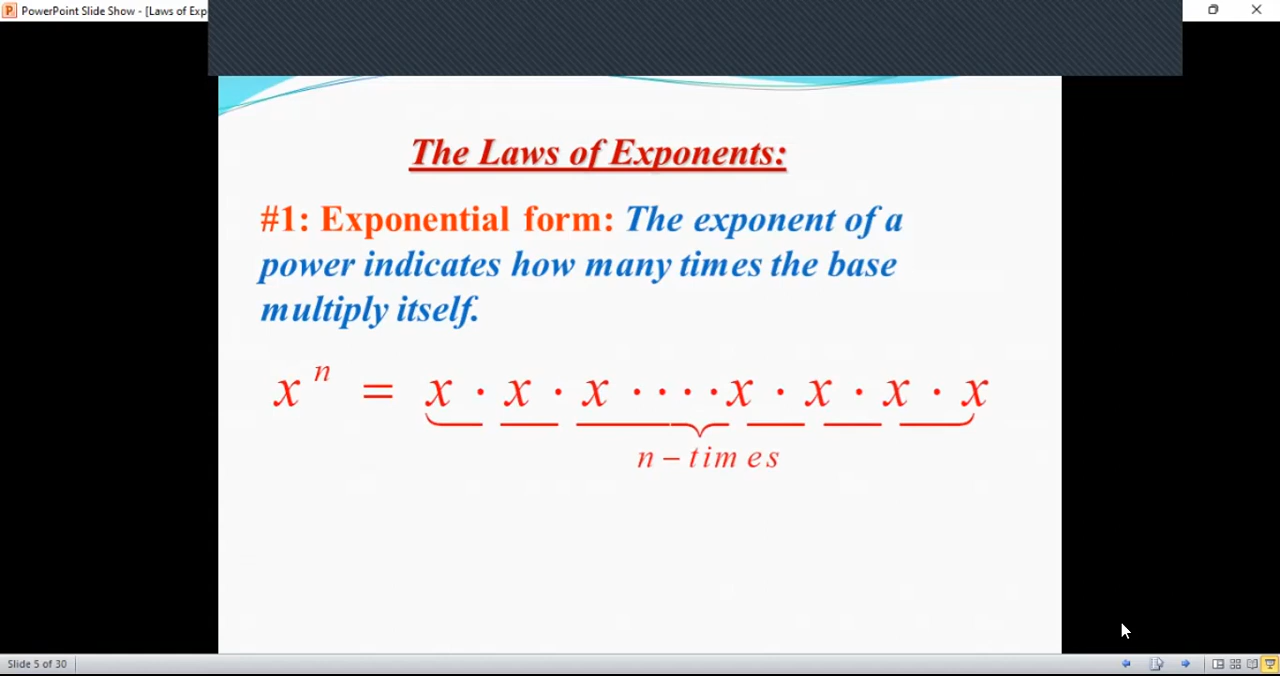 PowerPoint Slide Show - [Laws of Exp
The Laws of Exponents:
#1: Exponential form: The exponent of a
power indicates how many times the base
multiply itself.
xⁿ = x · x · x · · · · x · x · x · x
n – times
Slide 5 of 30